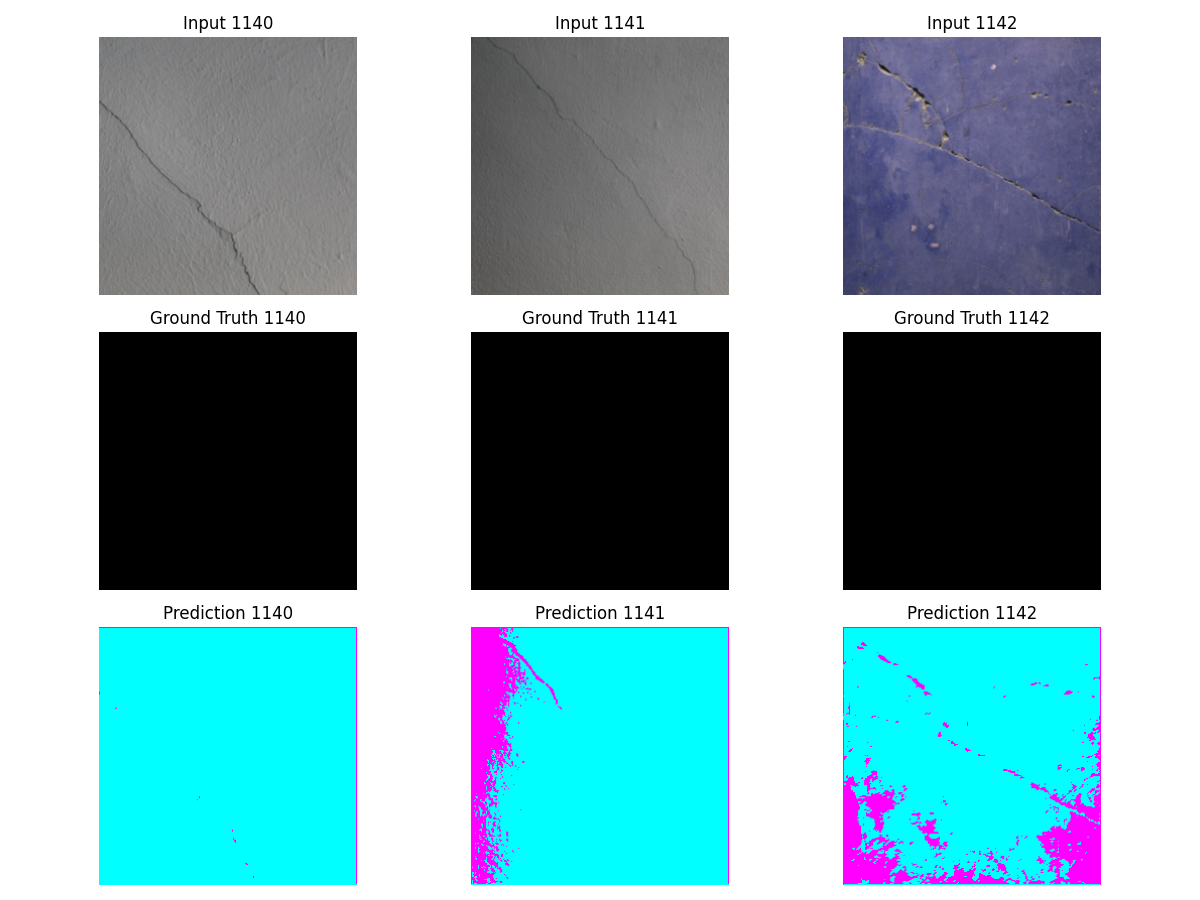 Input 1140
Input 1141
Input 1142
Ground Truth 1140
Ground Truth 1141
Ground Truth 1142
Prediction 1140
Prediction 1141
Prediction 1142